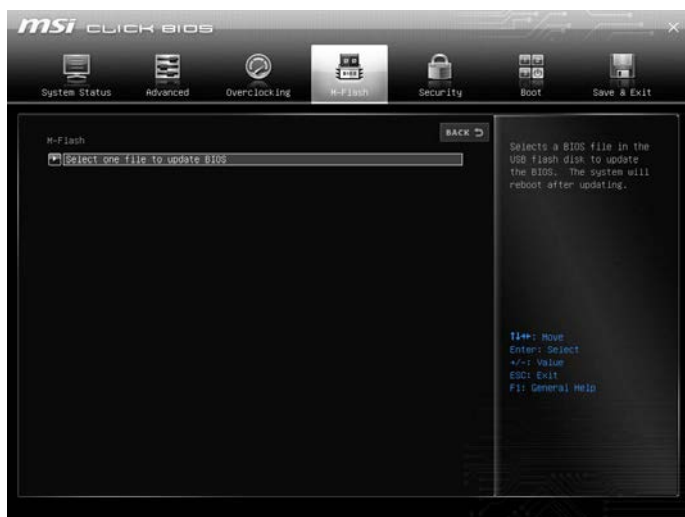 msi CLICK BIOS
System Status
Advanced
Overclocking
M-Flash
Security
Boot
Save & Exit
M-Flash
BACK
Select one file to update BIOS
Selects a BIOS file in the
USB flash disk to update
the BIOS. The system will
reboot after updating.
↑↓←→: Move
Enter: Select
+/-: Value
ESC: Exit
F1: General Help